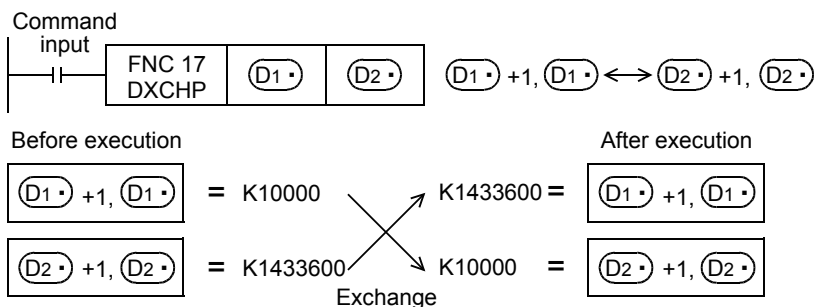 Command
input
FNC 17
DXCHP
D1・
D2・
D1・ +1, D1・ ↔ D2・ +1, D2・
Before execution
After execution
D1・ +1, D1・ = K10000
K1433600 = D1・ +1, D1・
D2・ +1, D2・ = K1433600
K10000 = D2・ +1, D2・
Exchange